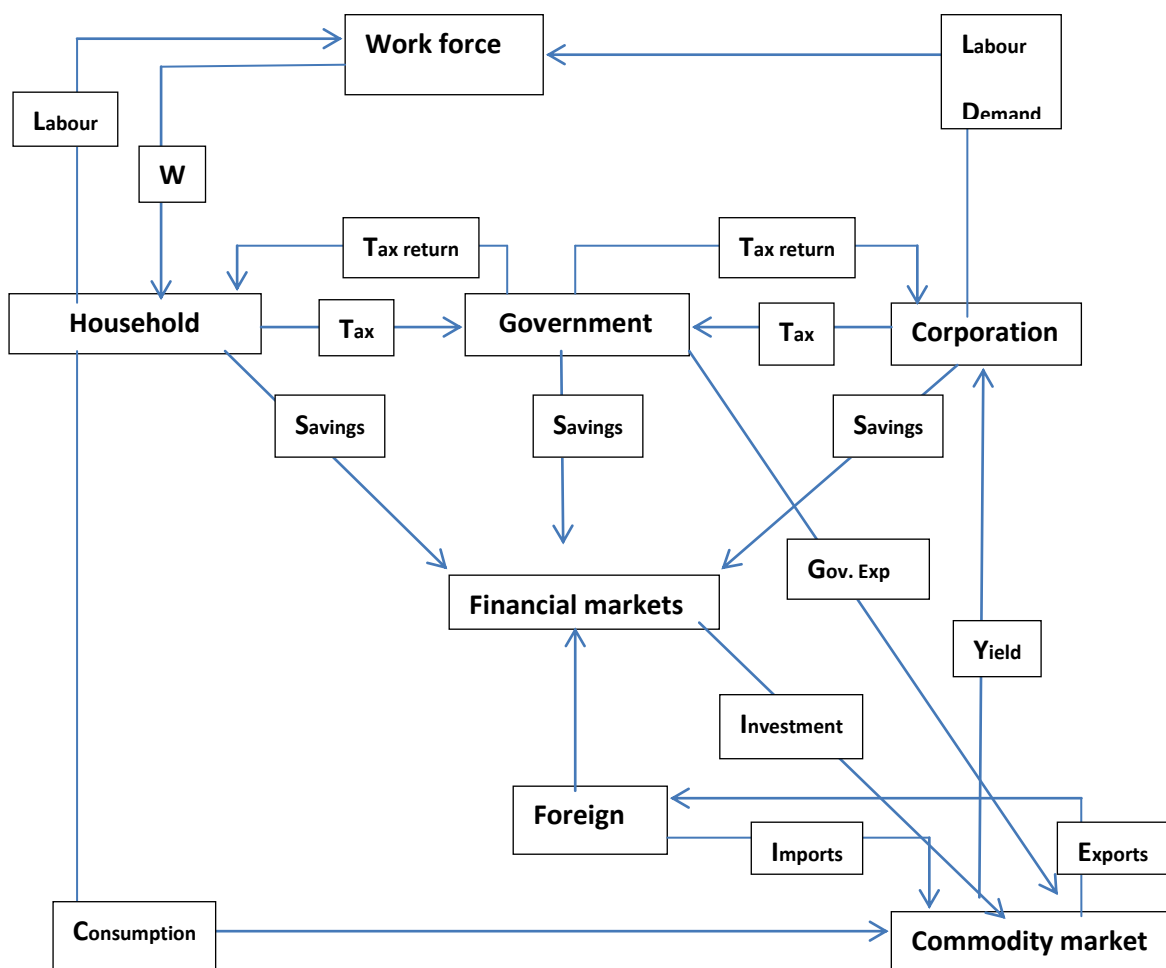 Work force
Labour
Demand
Labour
W
Tax return
Tax return
Household
Tax
Government
Tax
Corporation
Savings
Savings
Savings
Gov. Exp
Financial markets
Yield
Investment
Foreign
Imports
Exports
Consumption
Commodity market